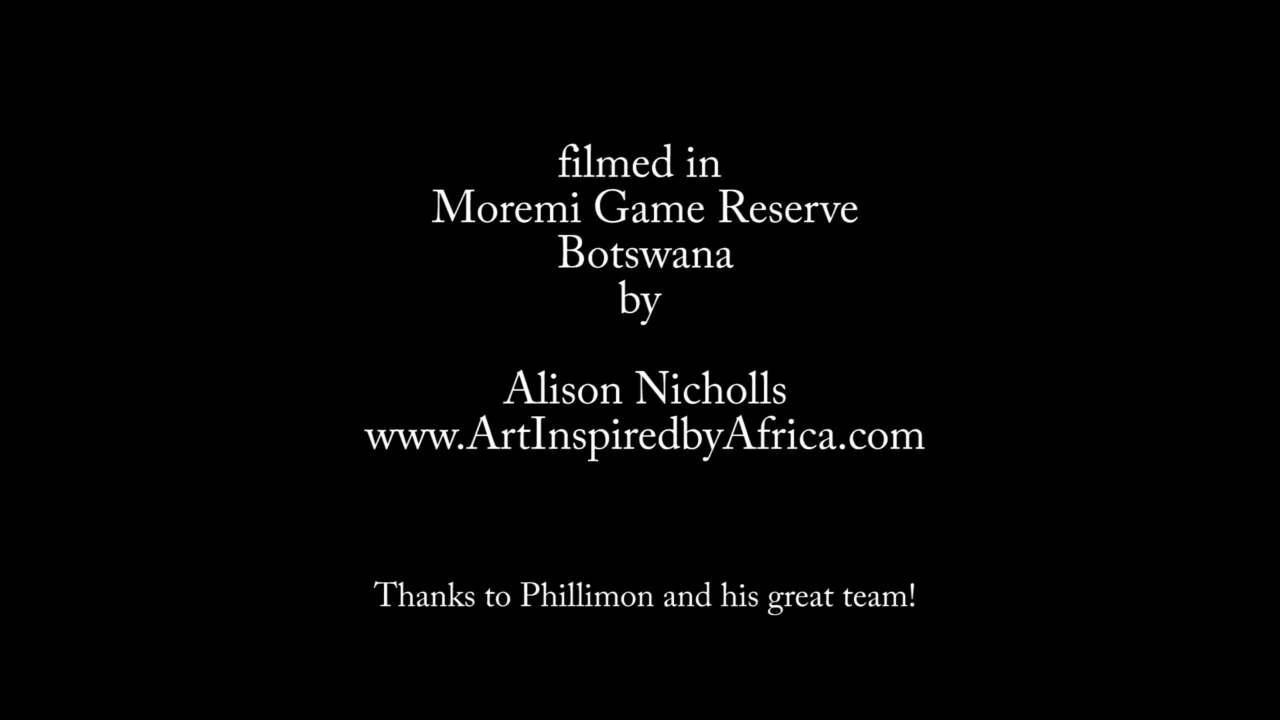 filmed in
Moremi Game Reserve
Botswana
by
Alison Nicholls
www.ArtInspiredbyAfrica.com
Thanks to Phillimon and his great team!